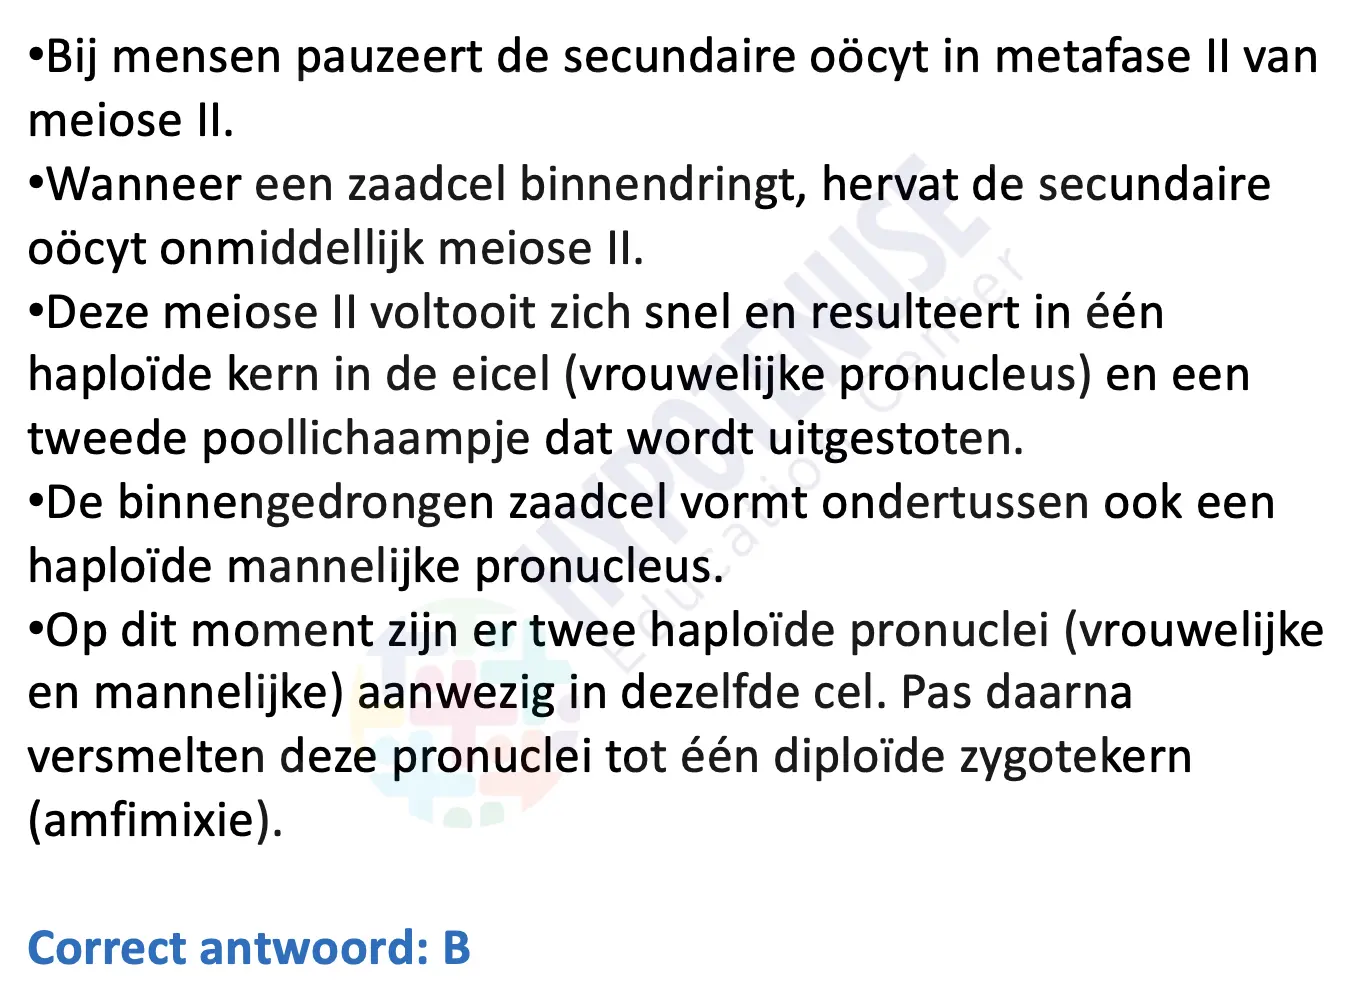 •Bij mensen pauzeert de secundaire oöcyt in metafase II van
meiose II.
•Wanneer een zaadcel binnendringt, hervat de secundaire
oöcyt onmiddellijk meiose II.
•Deze meiose II voltooit zich snel en resulteert in één
haploïde kern in de eicel (vrouwelijke pronucleus) en een
tweede poollichaampje dat wordt uitgestoten.
•De binnengedrongen zaadcel vormt ondertussen ook een
haploïde mannelijke pronucleus.
•Op dit moment zijn er twee haploïde pronuclei (vrouwelijke
en mannelijke) aanwezig in dezelfde cel. Pas daarna
versmelten deze pronuclei tot één diploïde zygotekern
(amfimixie).
Correct antwoord: B
HYPOTENUSE
Education Center